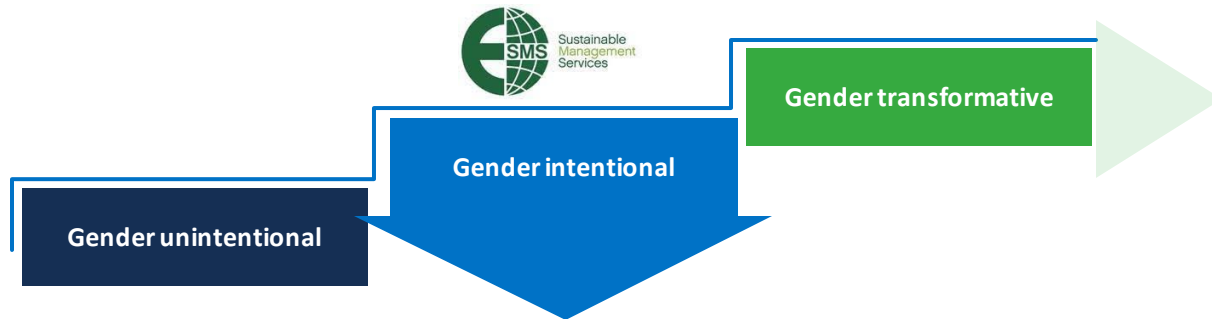 SMS
Sustainable
Management
Services
Gender transformative
Gender intentional
Gender unintentional